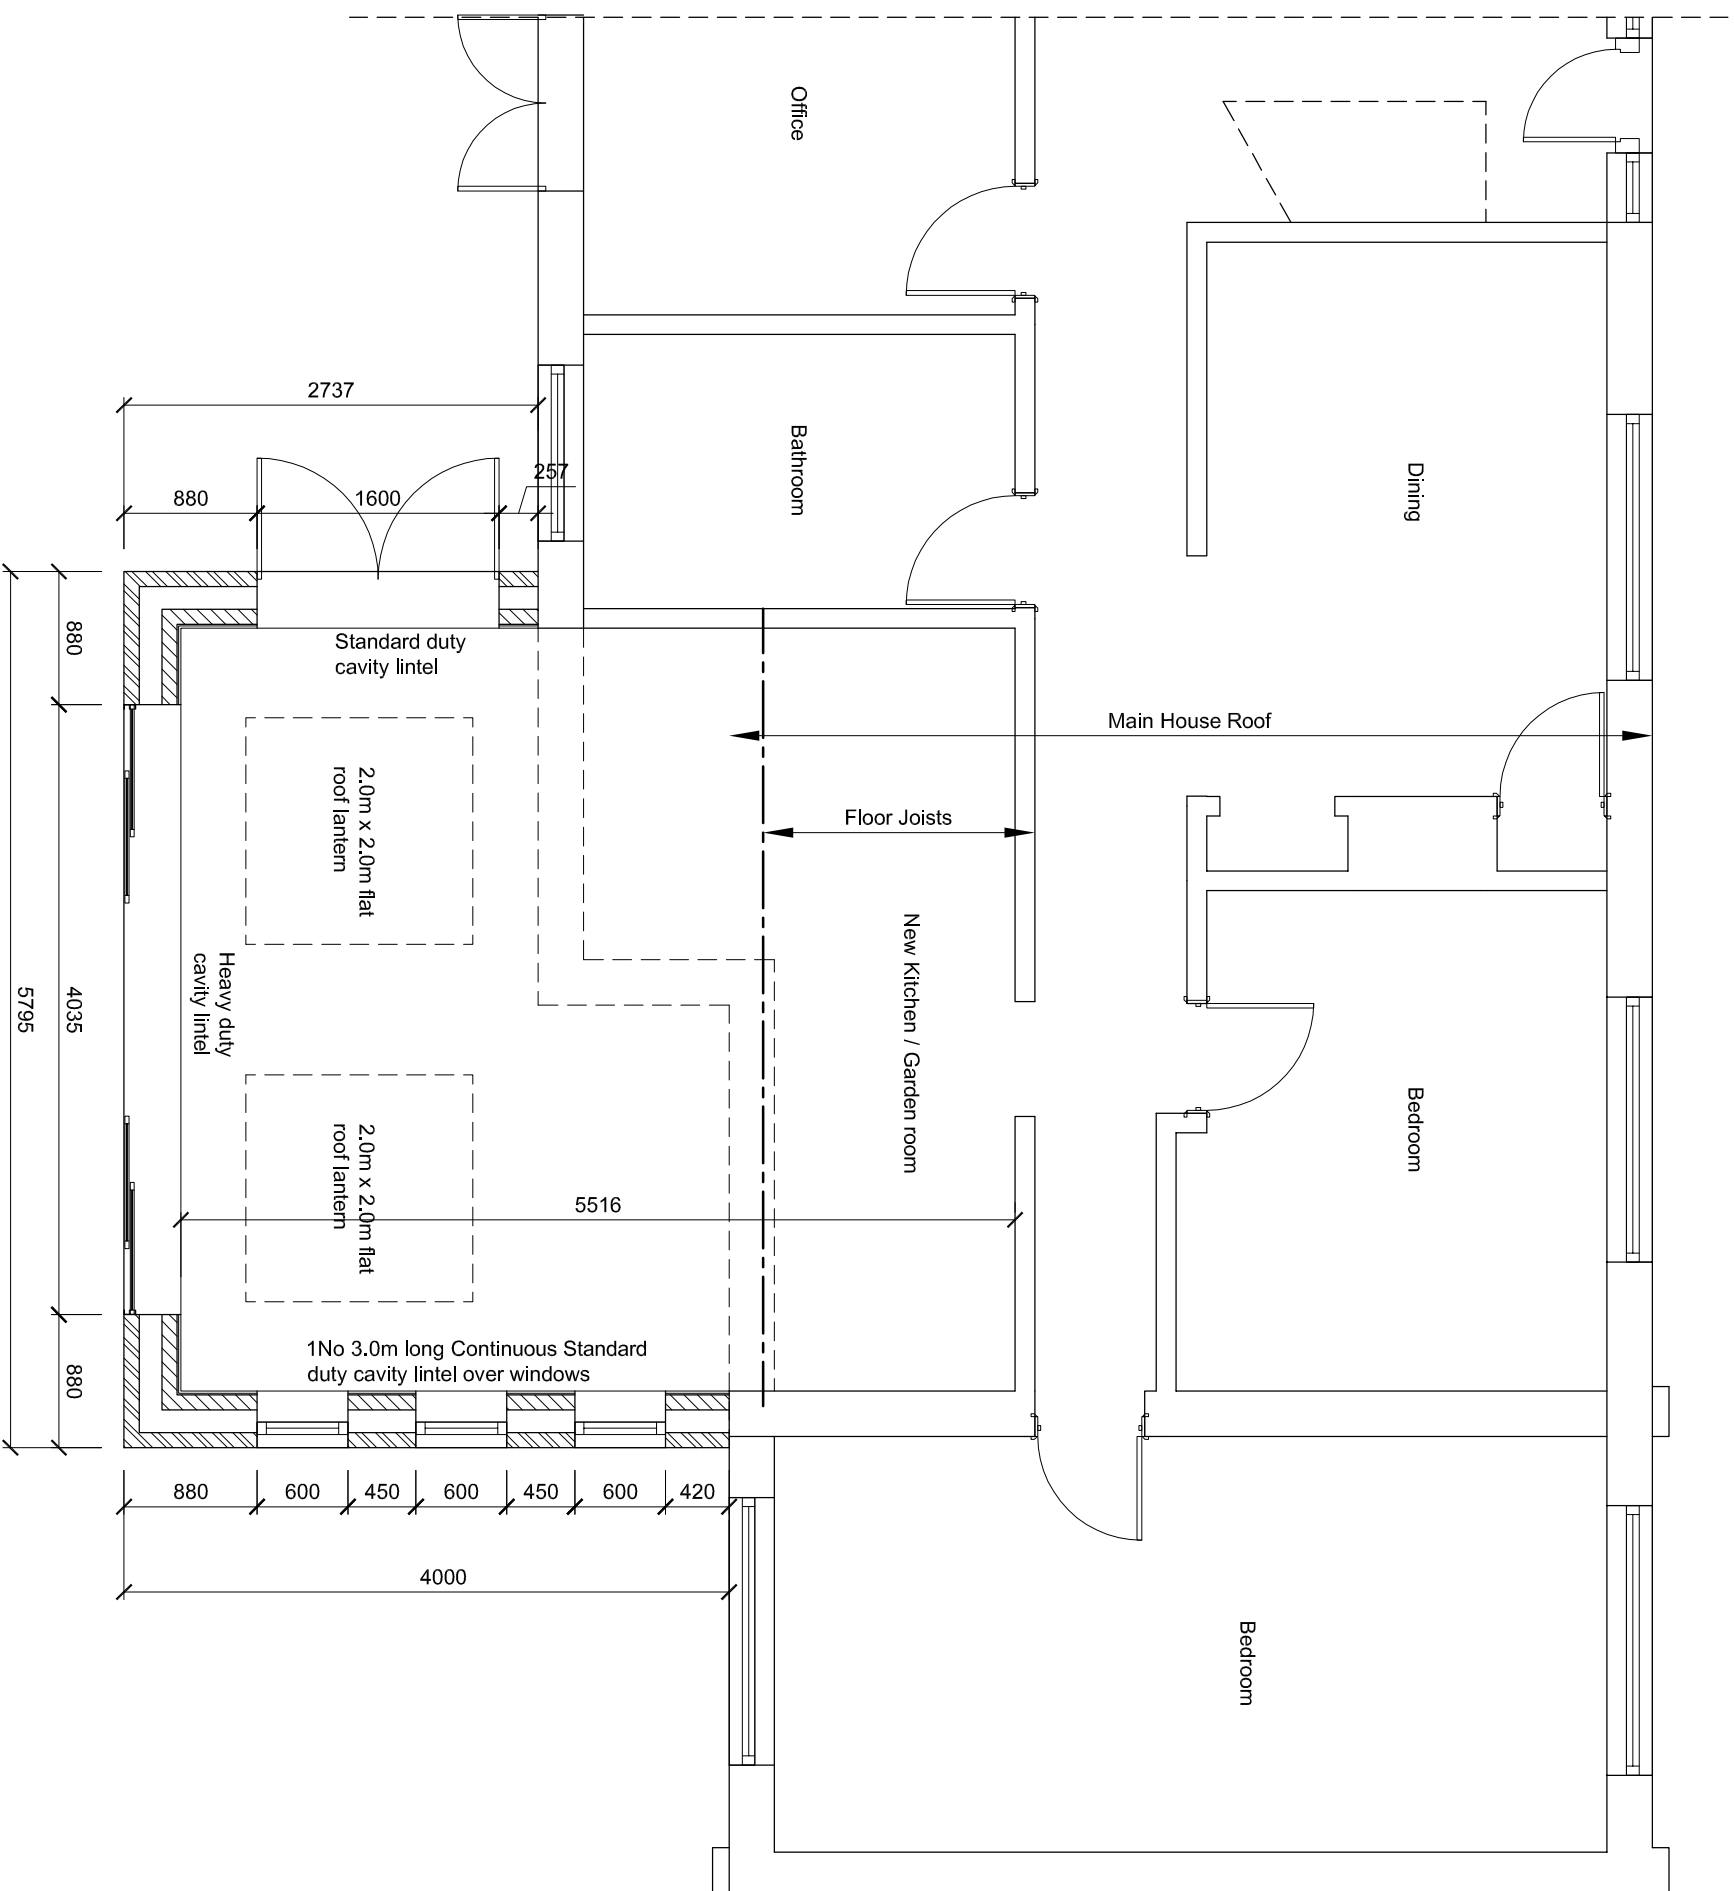 Office
2737
Bathroom
Dining
257
880
1600
880
Standard duty
cavity lintel
Main House Roof
2.0m x 2.0m flat
roof lantern
Floor Joists
New Kitchen / Garden room
Heavy duty
cavity lintel
4035
5795
Bedroom
2.0m x 2.0m flat
roof lantern
5516
1No 3.0m long Continuous Standard
duty cavity lintel over windows
880
880
600
450
600
450
600
420
4000
Bedroom